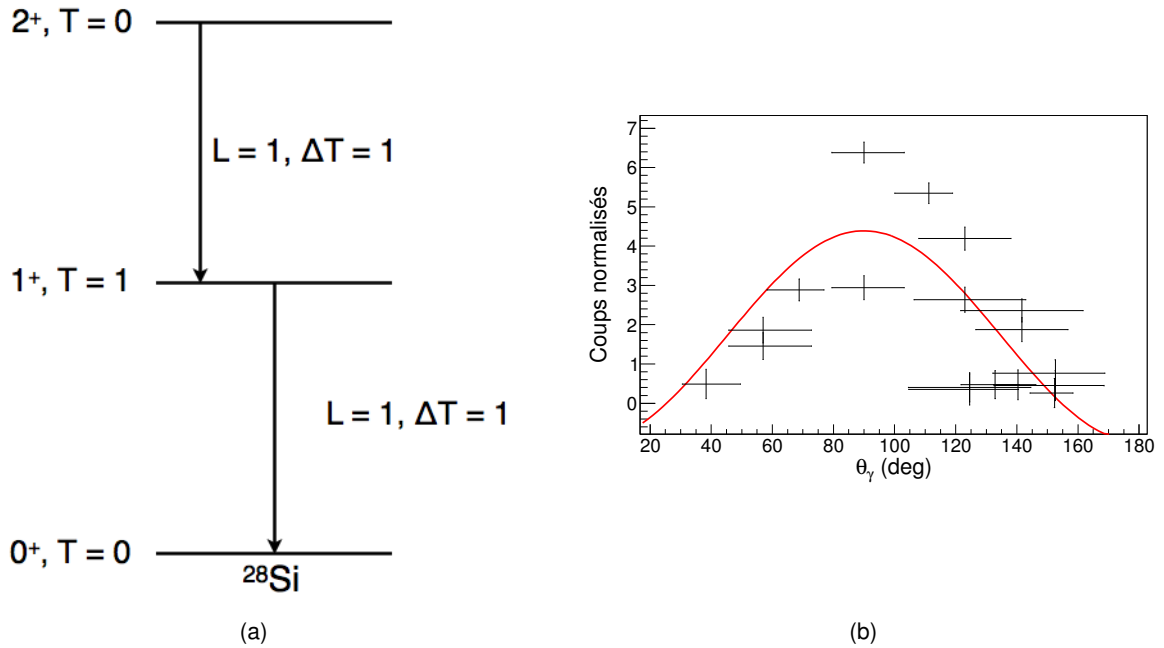 2⁺, T = 0
L = 1, ΔT = 1
1⁺, T = 1
L = 1, ΔT = 1
0⁺, T = 0
²⁸Si
(a)
Coups normalisés
7
6
5
4
3
2
1
0
20 40 60 80 100 120 140 160 180
θγ (deg)
(b)